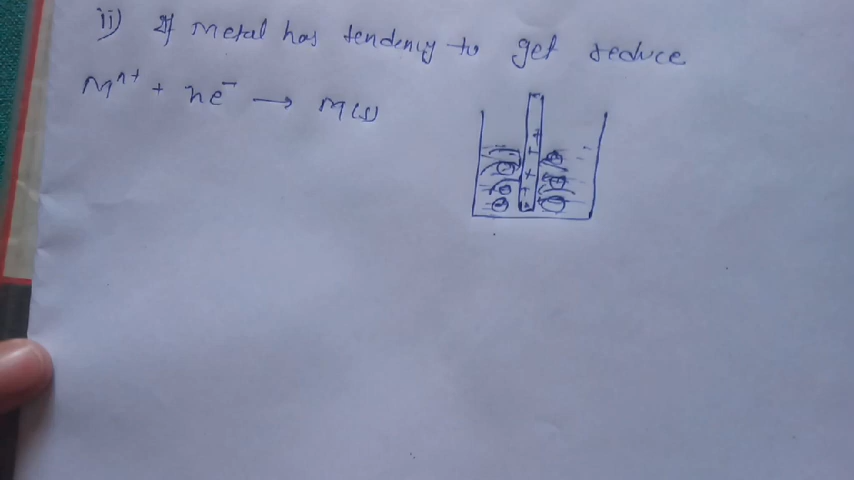 ii) If metal has tendency to get reduce
Mⁿ⁺ + ne⁻ → M(s)